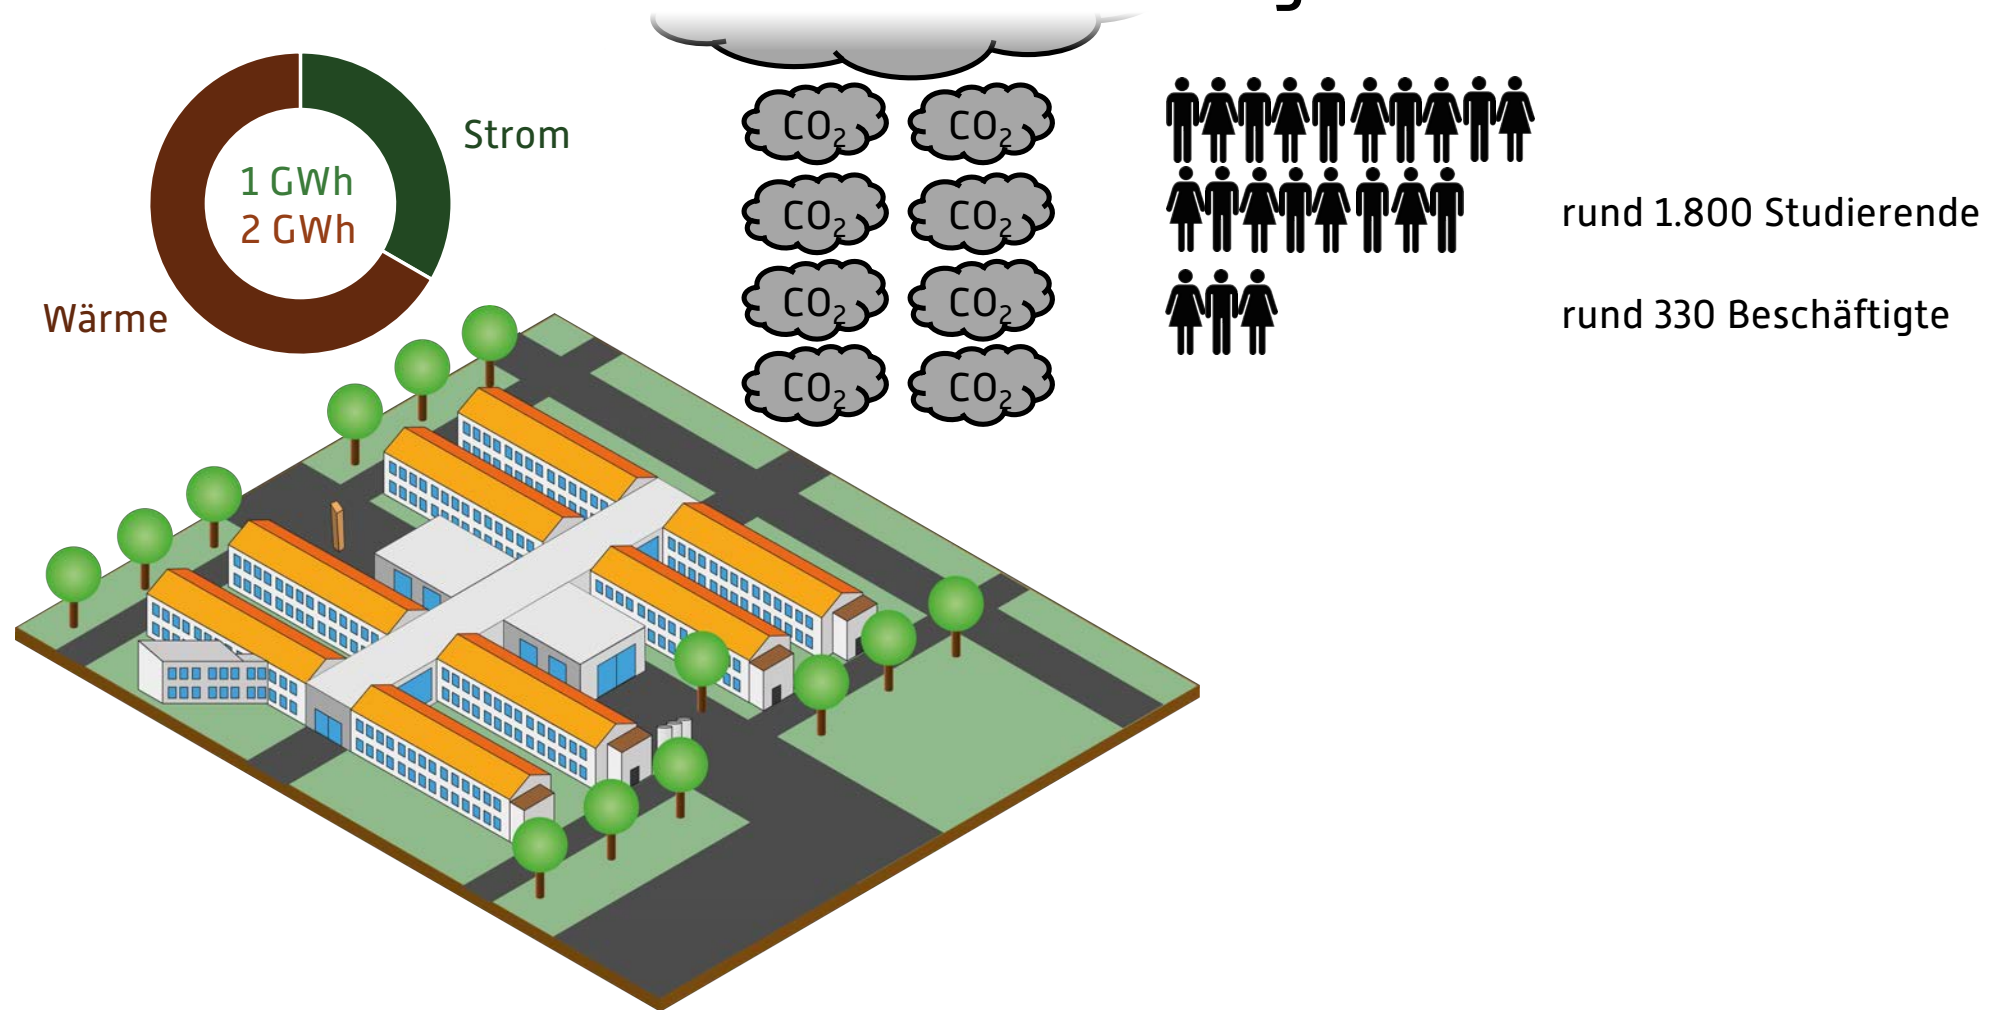 Strom
1 GWh
2 GWh
Wärme
CO₂ CO₂
CO₂ CO₂
CO₂ CO₂
CO₂ CO₂
rund 1.800 Studierende
rund 330 Beschäftigte